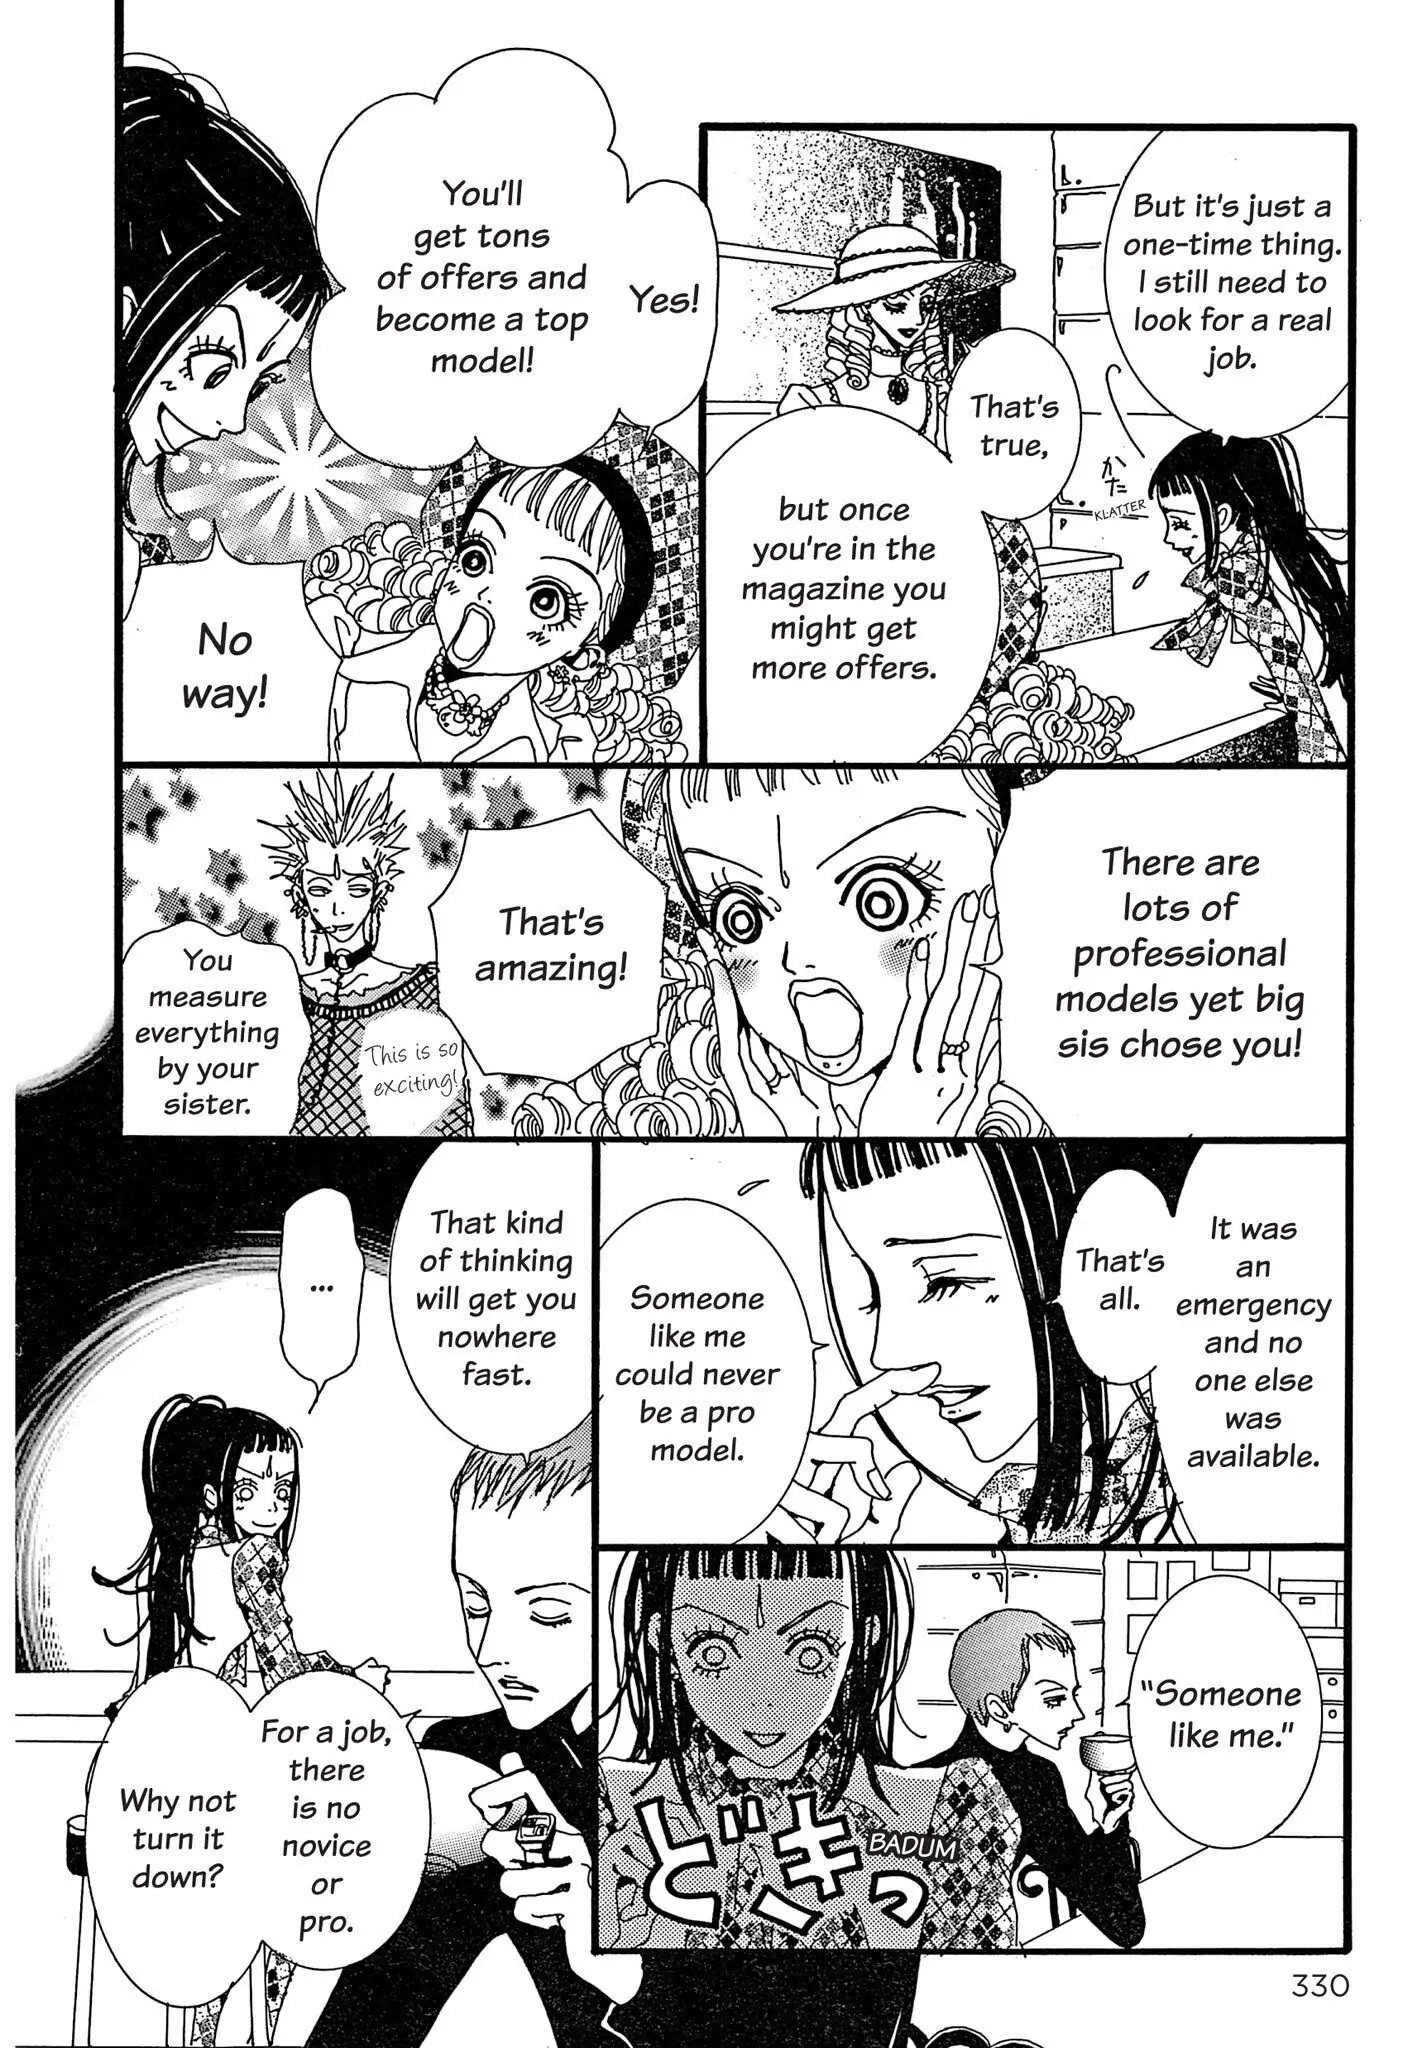 But it's just a
one-time thing.
I still need to
look for a real
job.
かた
KLATTER
That's
true,
but once
you're in the
magazine you
might get
more offers.
Yes!
You'll
get tons
of offers and
become a top
model!
No
way!
There are
lots of
professional
models yet big
sis chose you!
That's
amazing!
This is so
exciting!
You
measure
everything
by your
sister.
It was
an
emergency
and no
one else
was
available.
That's
all.
Someone
like me
could never
be a pro
model.
"Someone
like me."
どきっ
BADUM
That kind
of thinking
will get you
nowhere
fast.
...
For a job,
there
is no
novice
or
pro.
Why not
turn it
down?
330